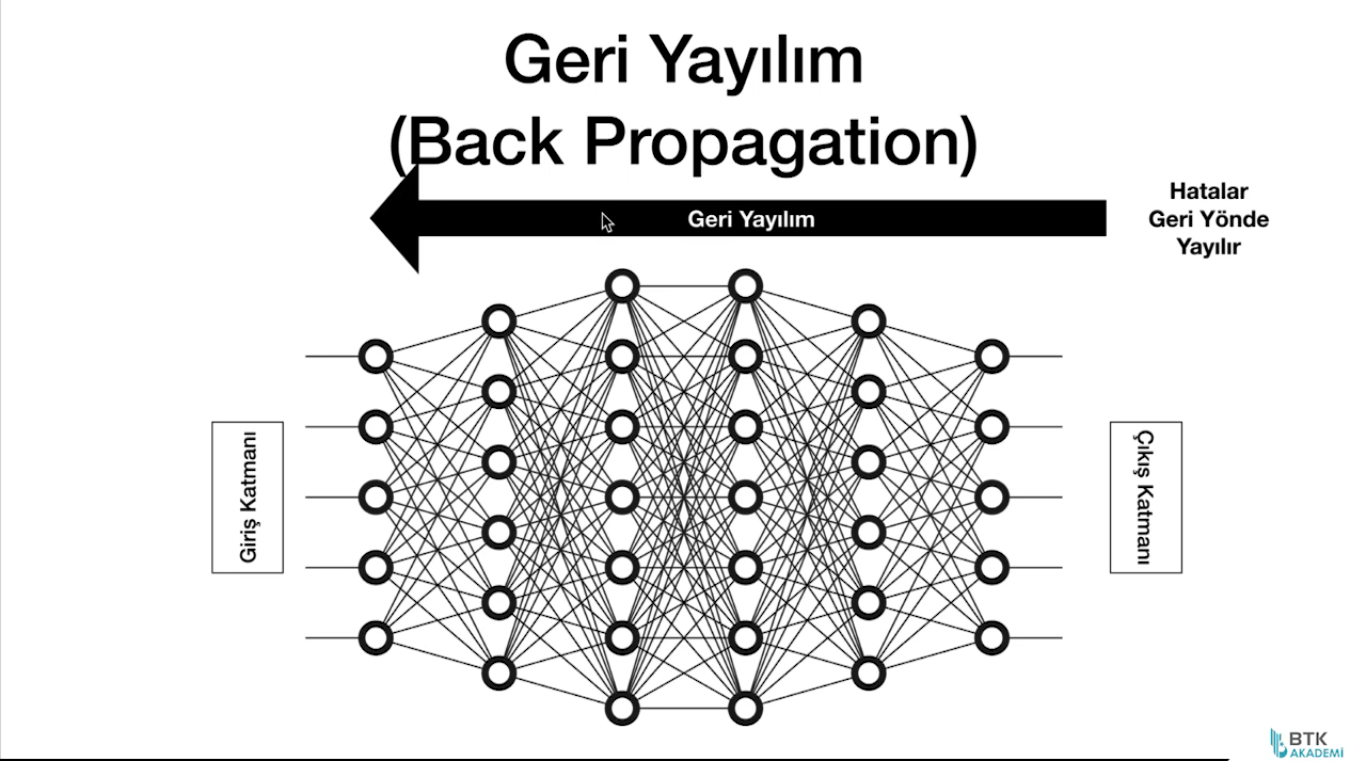 Geri Yayılım
(Back Propagation)
Geri Yayılım
Hatalar
Geri Yönde
Yayılır
Giriş Katmanı
Çıkış Katmanı
BTK
AKADEMİ